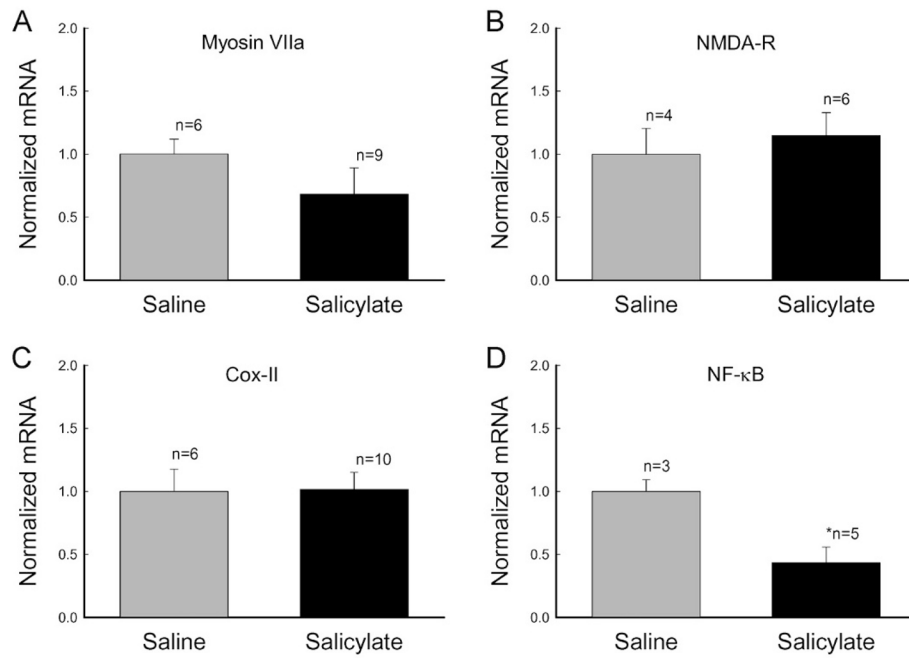 A
Myosin VIIa
Normalized mRNA
2.0
1.5
1.0
0.5
0.0
n=6
n=9
Saline
Salicylate
B
NMDA-R
Normalized mRNA
2.0
1.5
1.0
0.5
0.0
n=4
n=6
Saline
Salicylate
C
Cox-II
Normalized mRNA
2.0
1.5
1.0
0.5
0.0
n=6
n=10
Saline
Salicylate
D
NF-κB
Normalized mRNA
2.0
1.5
1.0
0.5
0.0
n=3
*n=5
Saline
Salicylate